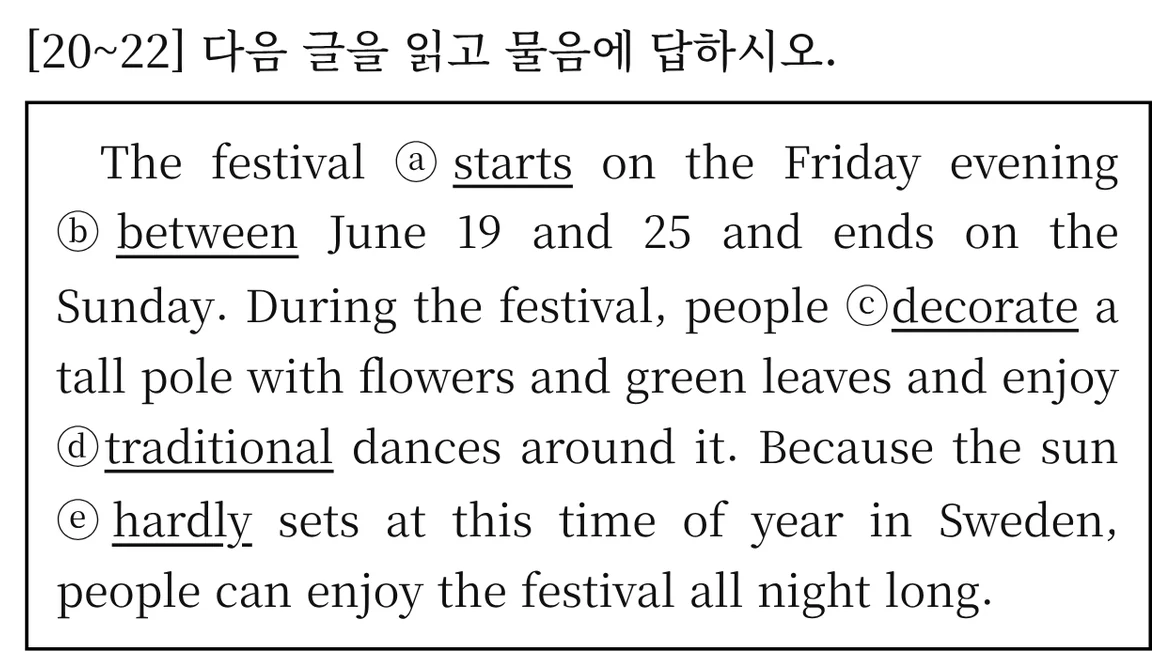 [20~22] 다음 글을 읽고 물음에 답하시오.
The festival ⓐ starts on the Friday evening
ⓑ between June 19 and 25 and ends on the
Sunday. During the festival, people ⓒdecorate a
tall pole with flowers and green leaves and enjoy
ⓓtraditional dances around it. Because the sun
ⓔ hardly sets at this time of year in Sweden,
people can enjoy the festival all night long.